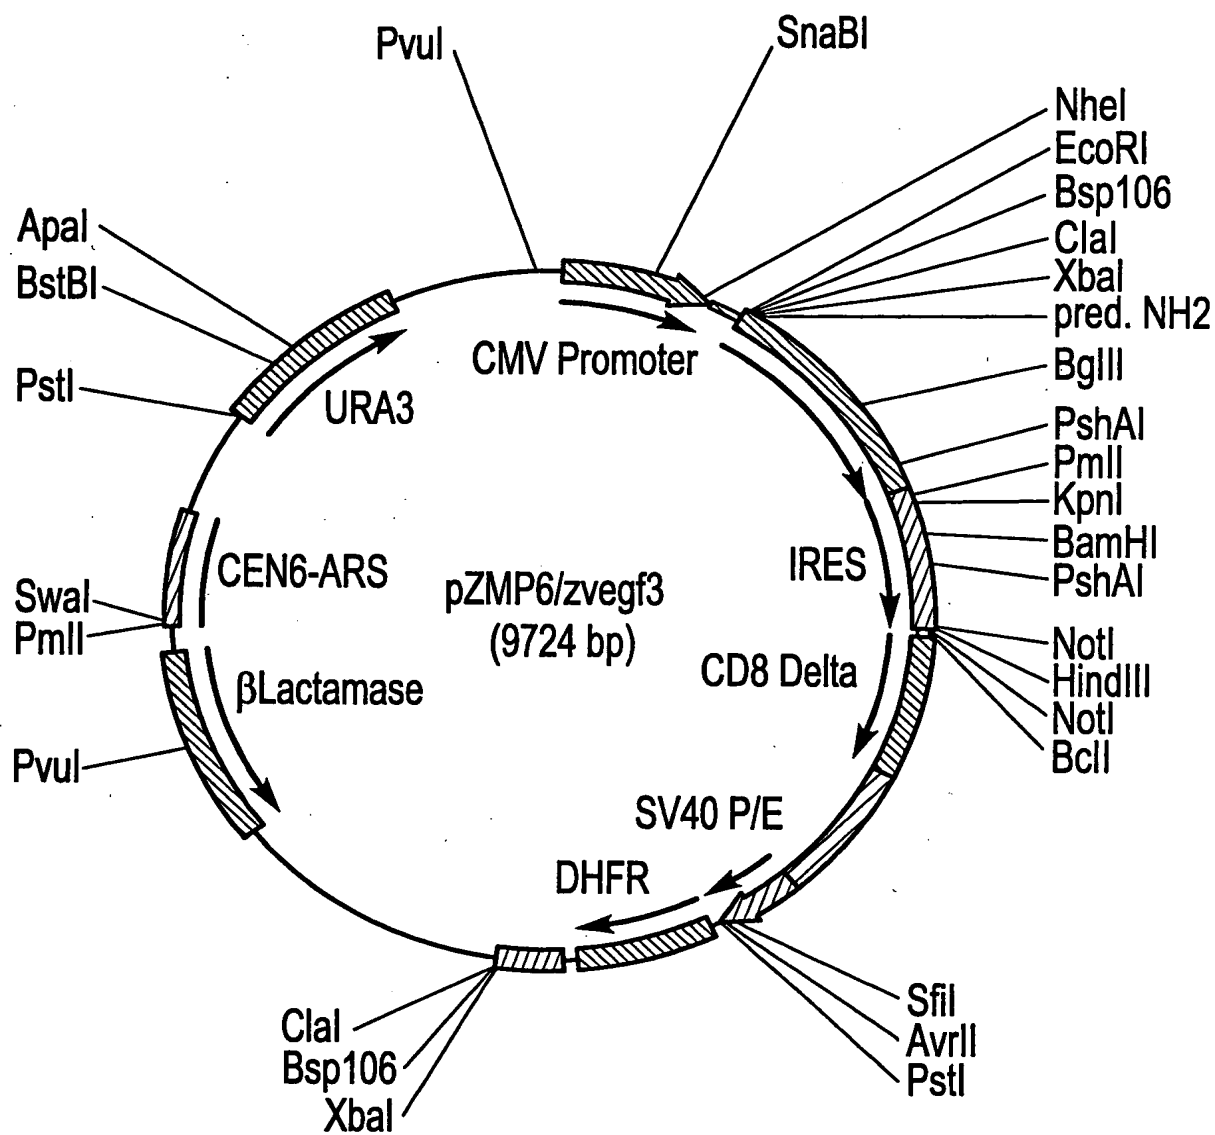 PvuI
SnaBI
NheI
EcoRI
Bsp106
ClaI
XbaI
pred. NH2
BglII
PshAI
PmlI
KpnI
BamHI
PshAI
NotI
HindIII
NotI
BclI
ApaI
BstBI
PstI
URA3
CMV Promoter
CEN6-ARS
pZMP6/zvegf3
(9724 bp)
IRES
SwaI
PmlI
βLactamase
CD8 Delta
PvuI
SV40 P/E
DHFR
ClaI
Bsp106
XbaI
SfiI
AvrII
PstI